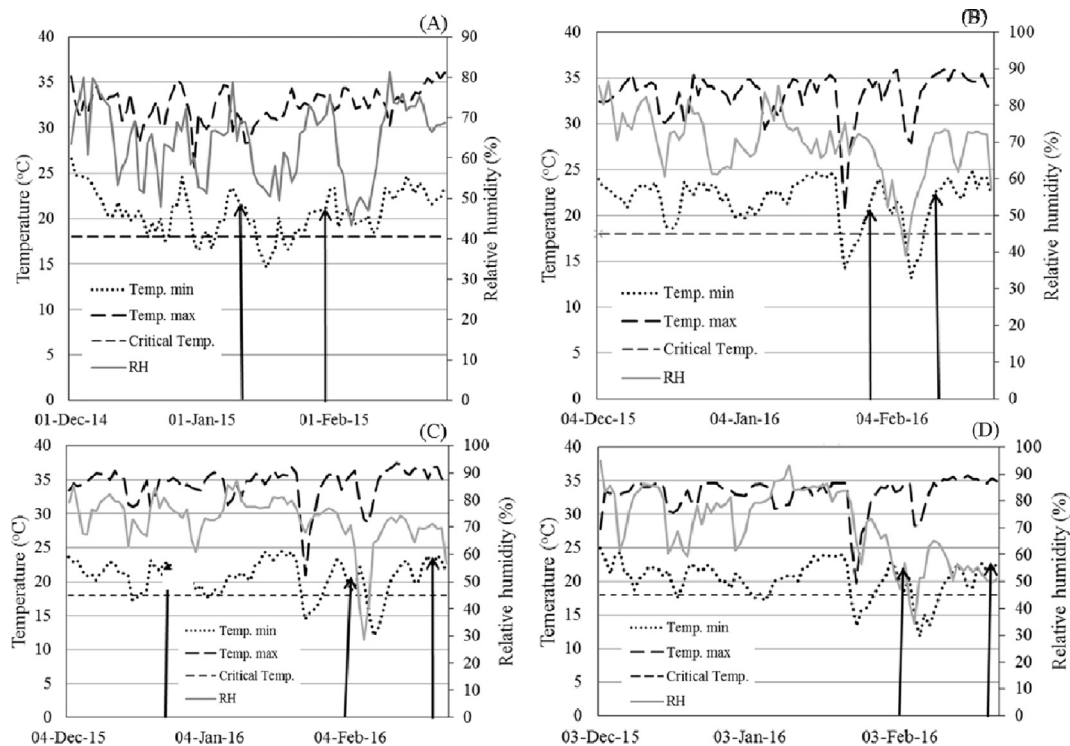 (A)
40
35
30
25
20
15
10
5
0
Temperature (°C)
90
80
70
60
50
40
30
20
10
0
Relative humidity (%)
Temp. min
Temp. max
Critical Temp.
RH
01-Dec-14 01-Jan-15 01-Feb-15
(B)
40
35
30
25
20
15
10
5
0
Temperature (°C)
100
90
80
70
60
50
40
30
20
10
0
Relative humidity (%)
Temp. min
Temp. max
Critical Temp.
RH
04-Dec-15 04-Jan-16 04-Feb-16
(C)
40
35
30
25
20
15
10
5
0
Temperature (°C)
100
90
80
70
60
50
40
30
20
10
0
Relative humidity (%)
Temp. min
Temp. max
Critical Temp.
RH
04-Dec-15 04-Jan-16 04-Feb-16
(D)
40
35
30
25
20
15
10
5
0
Temerature (°C)
100
90
80
70
60
50
40
30
20
10
0
Relative humidity (%)
Temp. min
Temp. max
Critical Temp.
RH
03-Dec-15 03-Jan-16 03-Feb-16